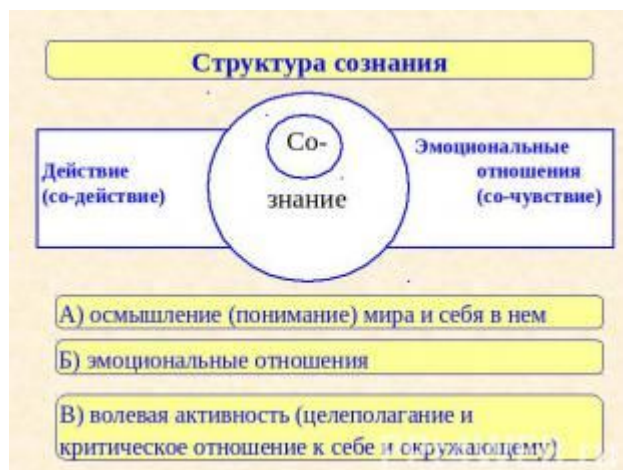 Структура сознания
Со-
знание
Действие
(со-действие)
Эмоциональные
отношения
(со-чувствие)
А) осмышление (понимание) мира и себя в нем
Б) эмоциональные отношения
В) волевая активность (целеполагание и
критическое отношение к себе и окружающему)